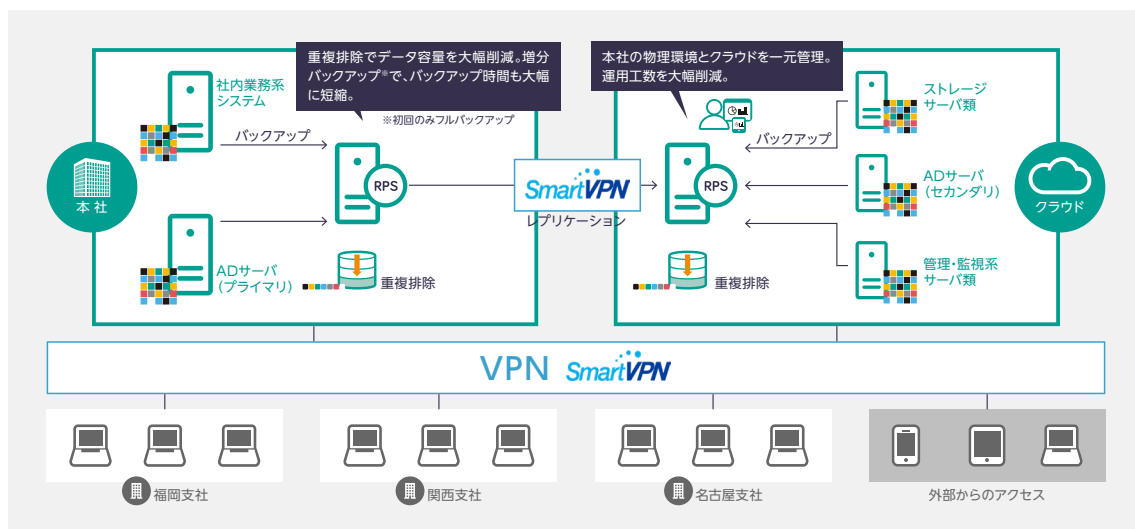 重複排除でデータ容量を大幅削減。増分
バックアップ※で、バックアップ時間も大幅
に短縮。
※初回のみフルバックアップ
本社の物理環境とクラウドを一元管理。
運用工数を大幅削減。
社内業務系
システム
バックアップ
本社
RPS
ADサーバ
(プライマリ)
重複排除
SmartVPN
レプリケーション
バックアップ
RPS
重複排除
ストレージ
サーバ類
ADサーバ
(セカンダリ)
管理・監視系
サーバ類
クラウド
VPN SmartVPN
福岡支社
関西支社
名古屋支社
外部からのアクセス